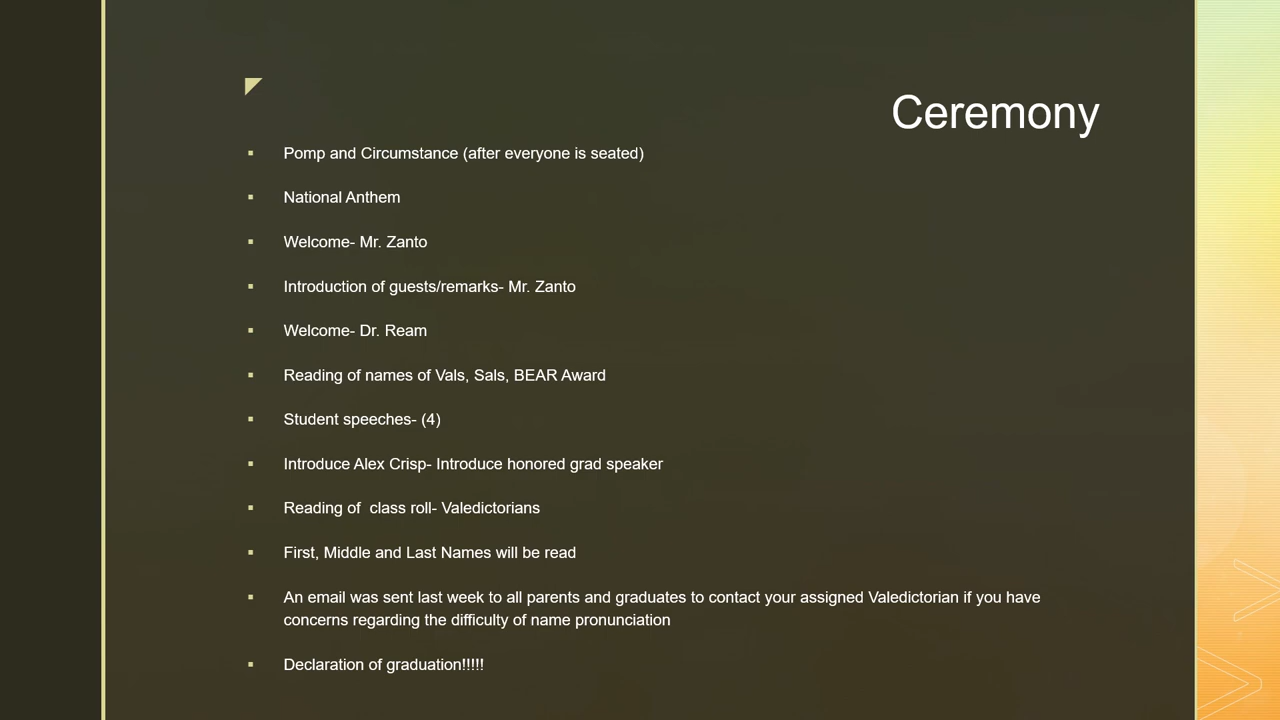 Ceremony
Pomp and Circumstance (after everyone is seated)
National Anthem
Welcome- Mr. Zanto
Introduction of guests/remarks- Mr. Zanto
Welcome- Dr. Ream
Reading of names of Vals, Sals, BEAR Award
Student speeches- (4)
Introduce Alex Crisp- Introduce honored grad speaker
Reading of  class roll- Valedictorians
First, Middle and Last Names will be read
An email was sent last week to all parents and graduates to contact your assigned Valedictorian if you have
concerns regarding the difficulty of name pronunciation
Declaration of graduation!!!!!